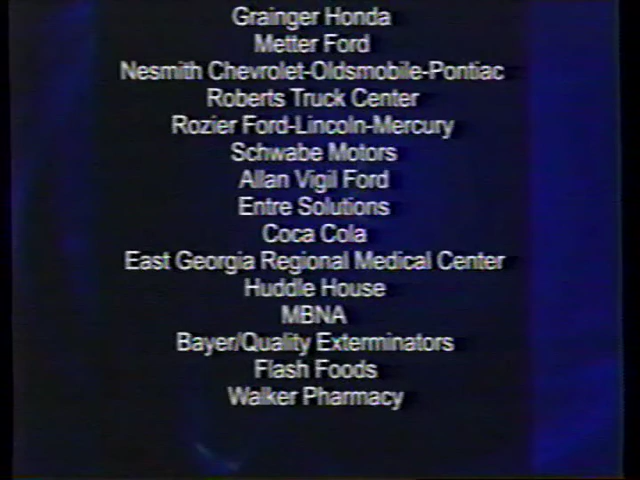 Grainger Honda
Metter Ford
Nesmith Chevrolet-Oldsmobile-Pontiac
Roberts Truck Center
Rozier Ford-Lincoln-Mercury
Schwabe Motors
Allan Vigil Ford
Entre Solutions
Coca Cola
East Georgia Regional Medical Center
Huddle House
MBNA
Bayer/Quality Exterminators
Flash Foods
Walker Pharmacy